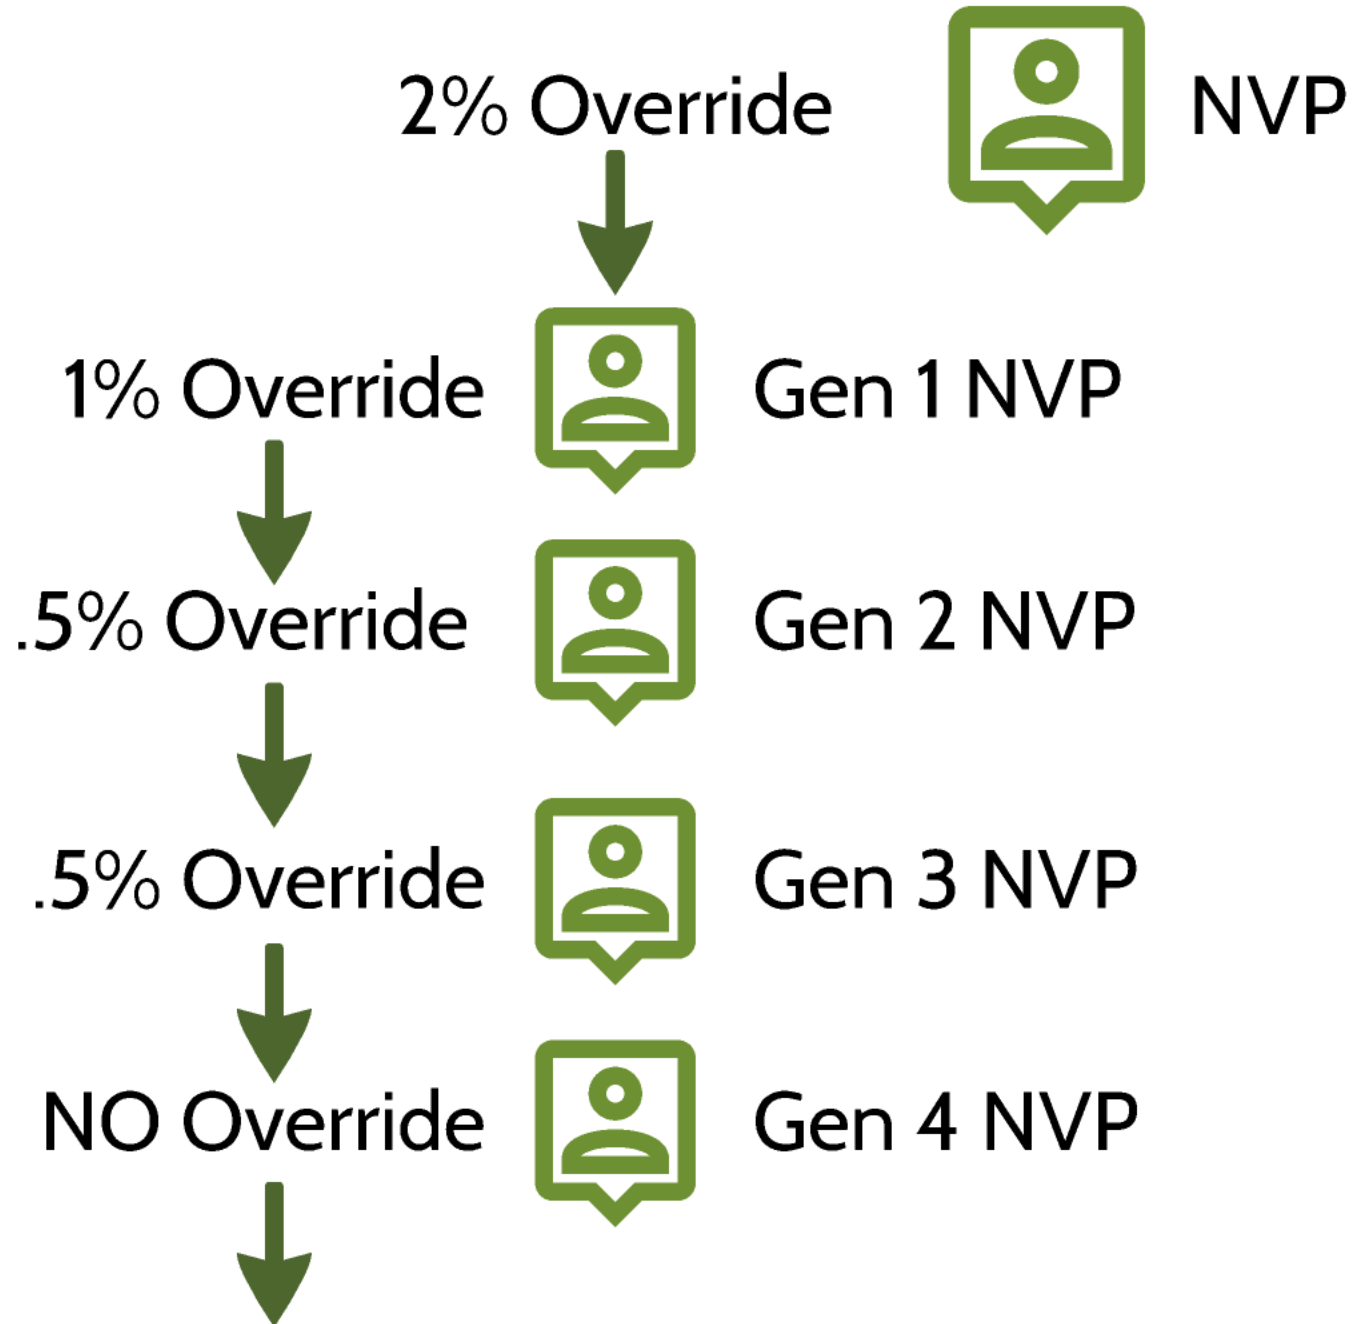 2% Override NVP
1% Override Gen 1 NVP
.5% Override Gen 2 NVP
.5% Override Gen 3 NVP
NO Override Gen 4 NVP